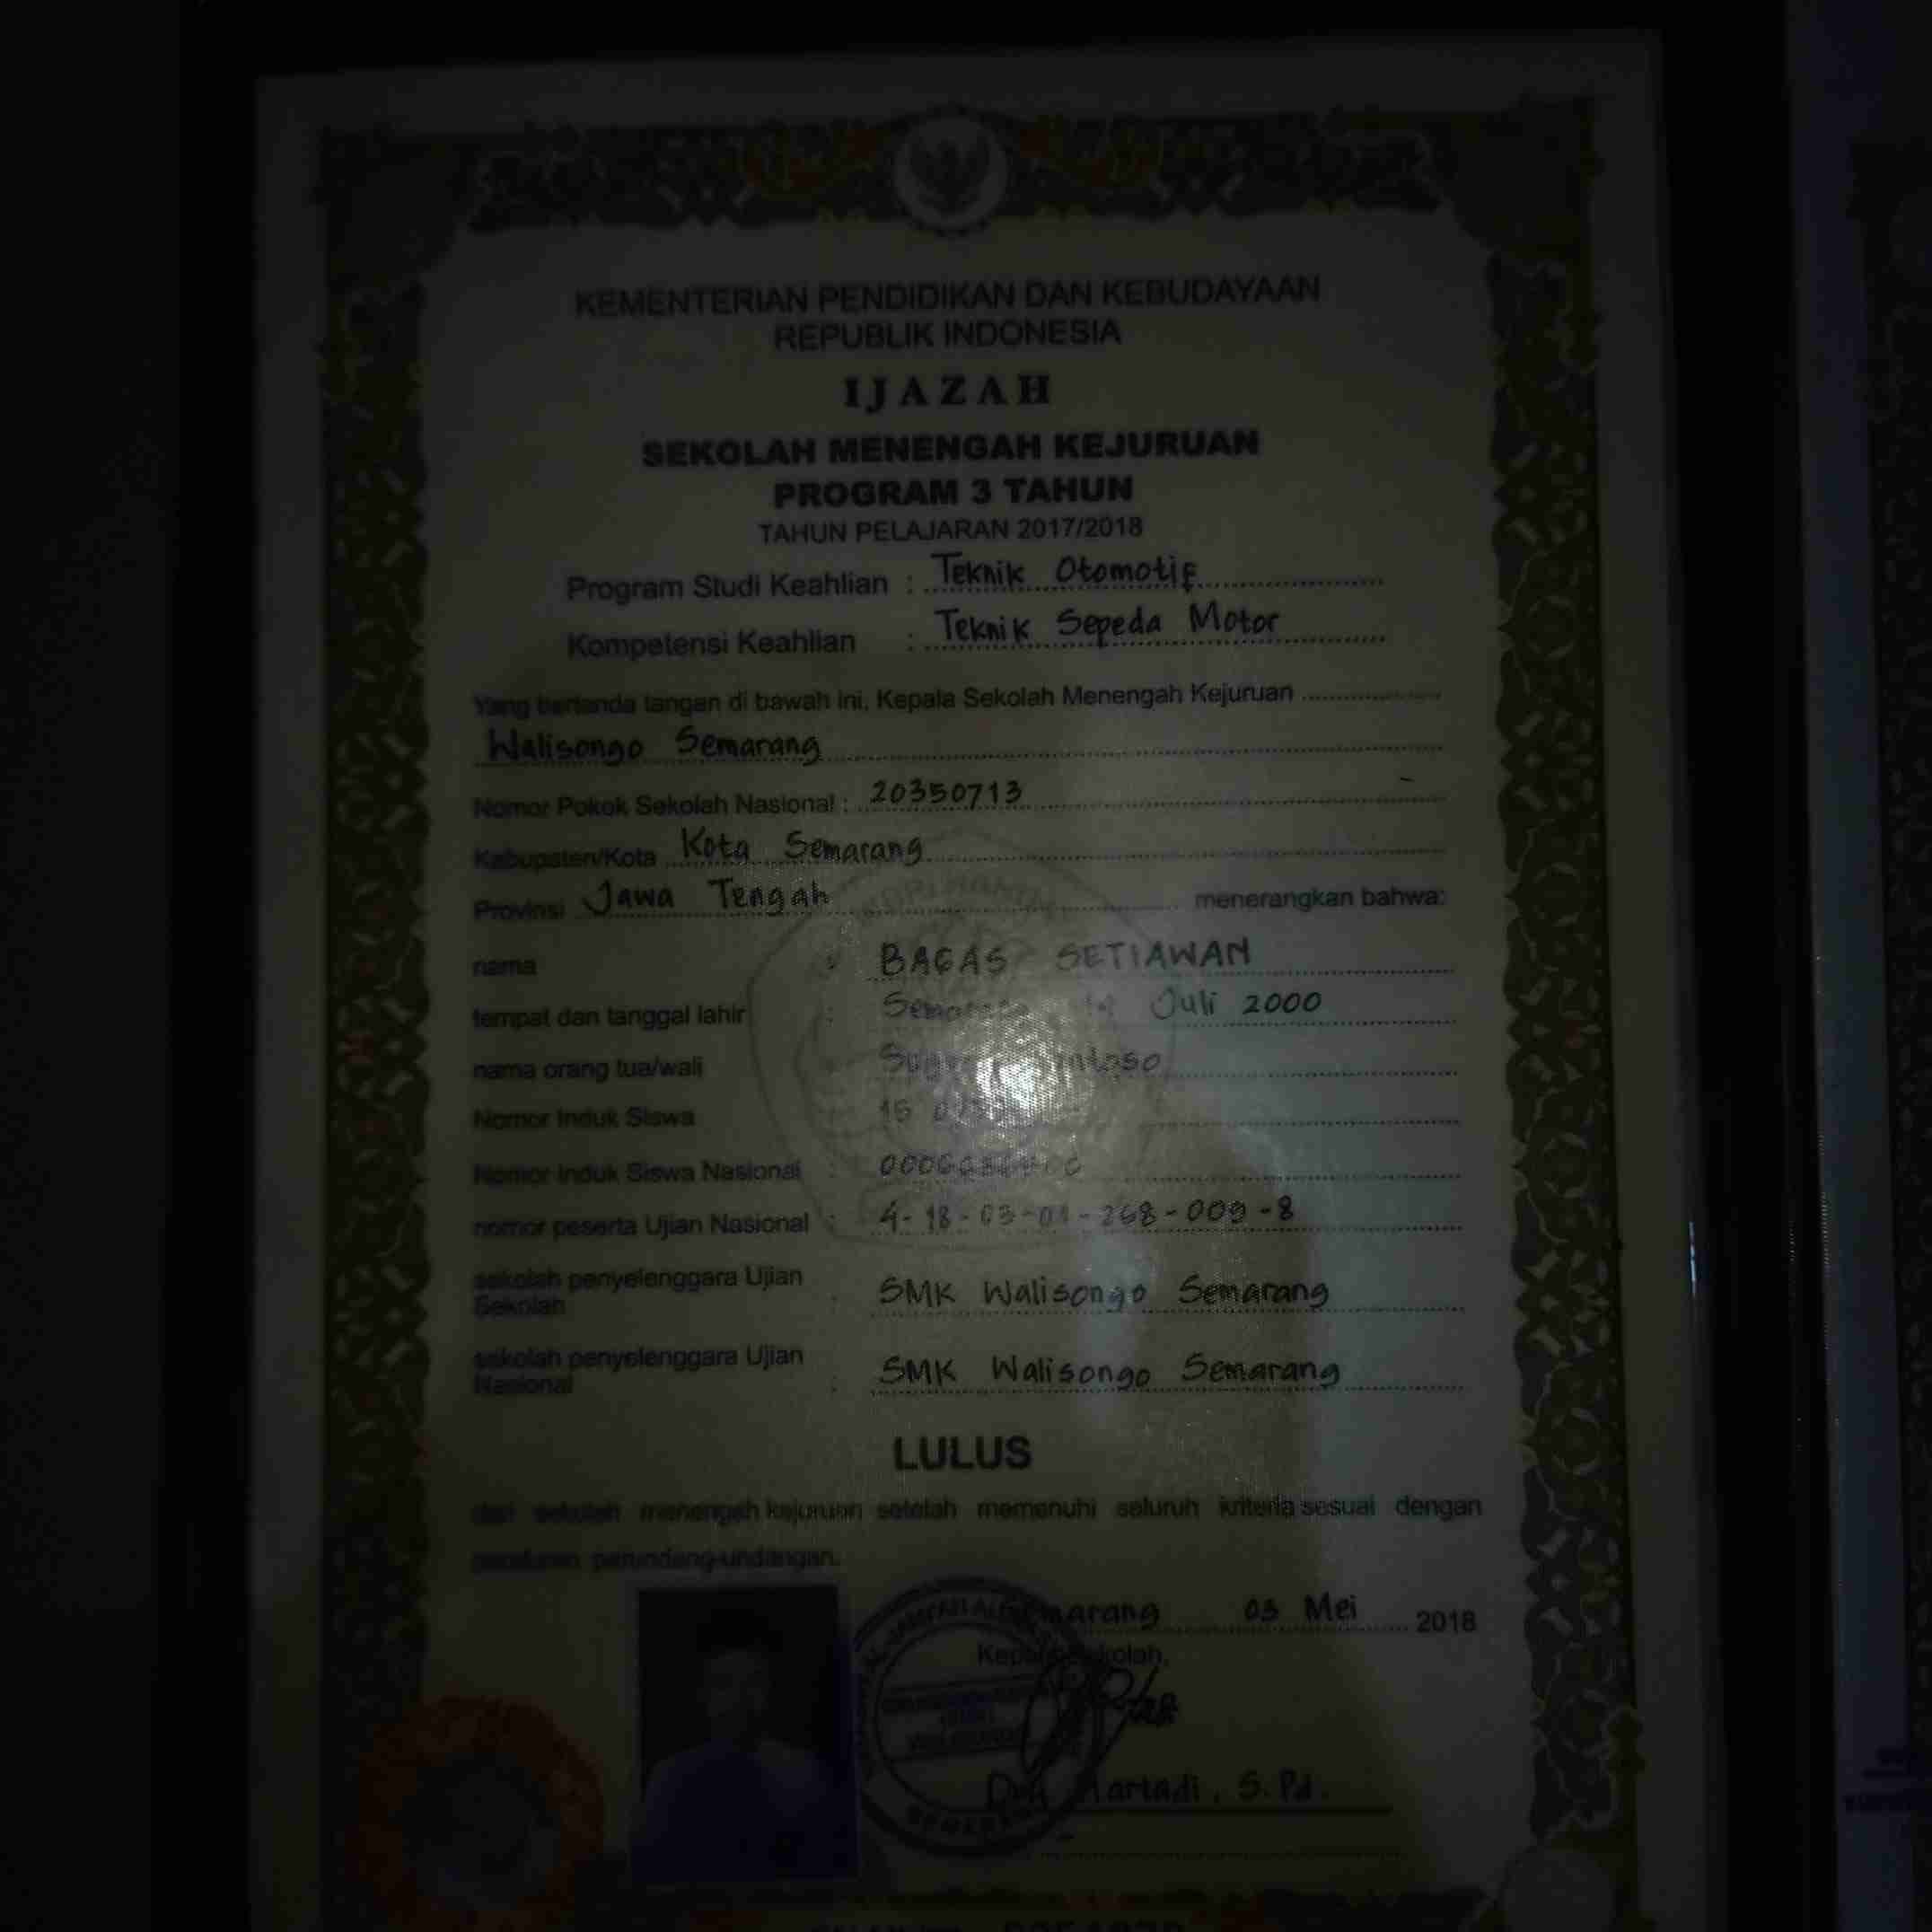 KEMENTERIAN PENDIDIKAN DAN KEBUDAYAAN
REPUBLIK INDONESIA
IJAZAH
SEKOLAH MENENGAH KEJURUAN
PROGRAM 3 TAHUN
TAHUN PELAJARAN 2017/2018
Program Studi Keahlian : Teknik Otomotif
Kompetensi Keahlian : Teknik Sepeda Motor
Yang bertanda tangan di bawah ini, Kepala Sekolah Menengah Kejuruan
Walisongo Semarang
Nomor Pokok Sekolah Nasional : 20350713
Kabupaten/Kota Kota Semarang
Provinsi Jawa Tengah menerangkan bahwa:
nama : BAGAS SETIAWAN
tempat dan tanggal lahir : Semarang Juli 2000
nama orang tua/wali :
Nomor Induk Siswa : 15
Nomor Induk Siswa Nasional :
nomor peserta Ujian Nasional : 4-18-03-01-268-009-8
sekolah penyelenggara Ujian
Sekolah : SMK Walisongo Semarang
sekolah penyelenggara Ujian
Nasional : SMK Walisongo Semarang
LULUS
dari sekolah menengah kejuruan setelah memenuhi seluruh kriteria sesuai dengan
peraturan perundang-undangan.
Semarang 03 Mei 2018
Kepala Sekolah,
Hartadi, S.Pd.